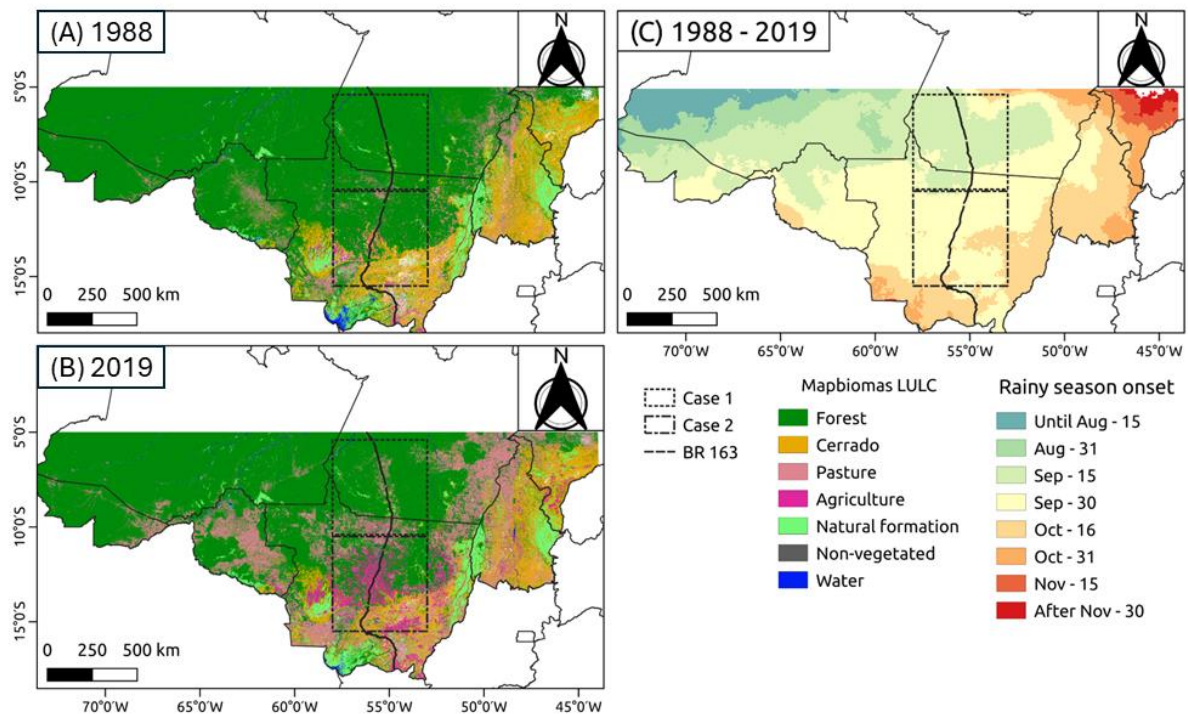 (A) 1988
N
5°0'S
10°0'S
15°0'S
0 250 500 km
(C) 1988 - 2019
N
0 250 500 km
70°0'W 65°0'W 60°0'W 55°0'W 50°0'W 45°0'W
(B) 2019
N
5°0'S
10°0'S
15°0'S
0 250 500 km
70°0'W 65°0'W 60°0'W 55°0'W 50°0'W 45°0'W
Case 1
Case 2
BR 163
Mapbiomas LULC
Forest
Cerrado
Pasture
Agriculture
Natural formation
Non-vegetated
Water
Rainy season onset
Until Aug - 15
Aug - 31
Sep - 15
Sep - 30
Oct - 16
Oct - 31
Nov - 15
After Nov - 30